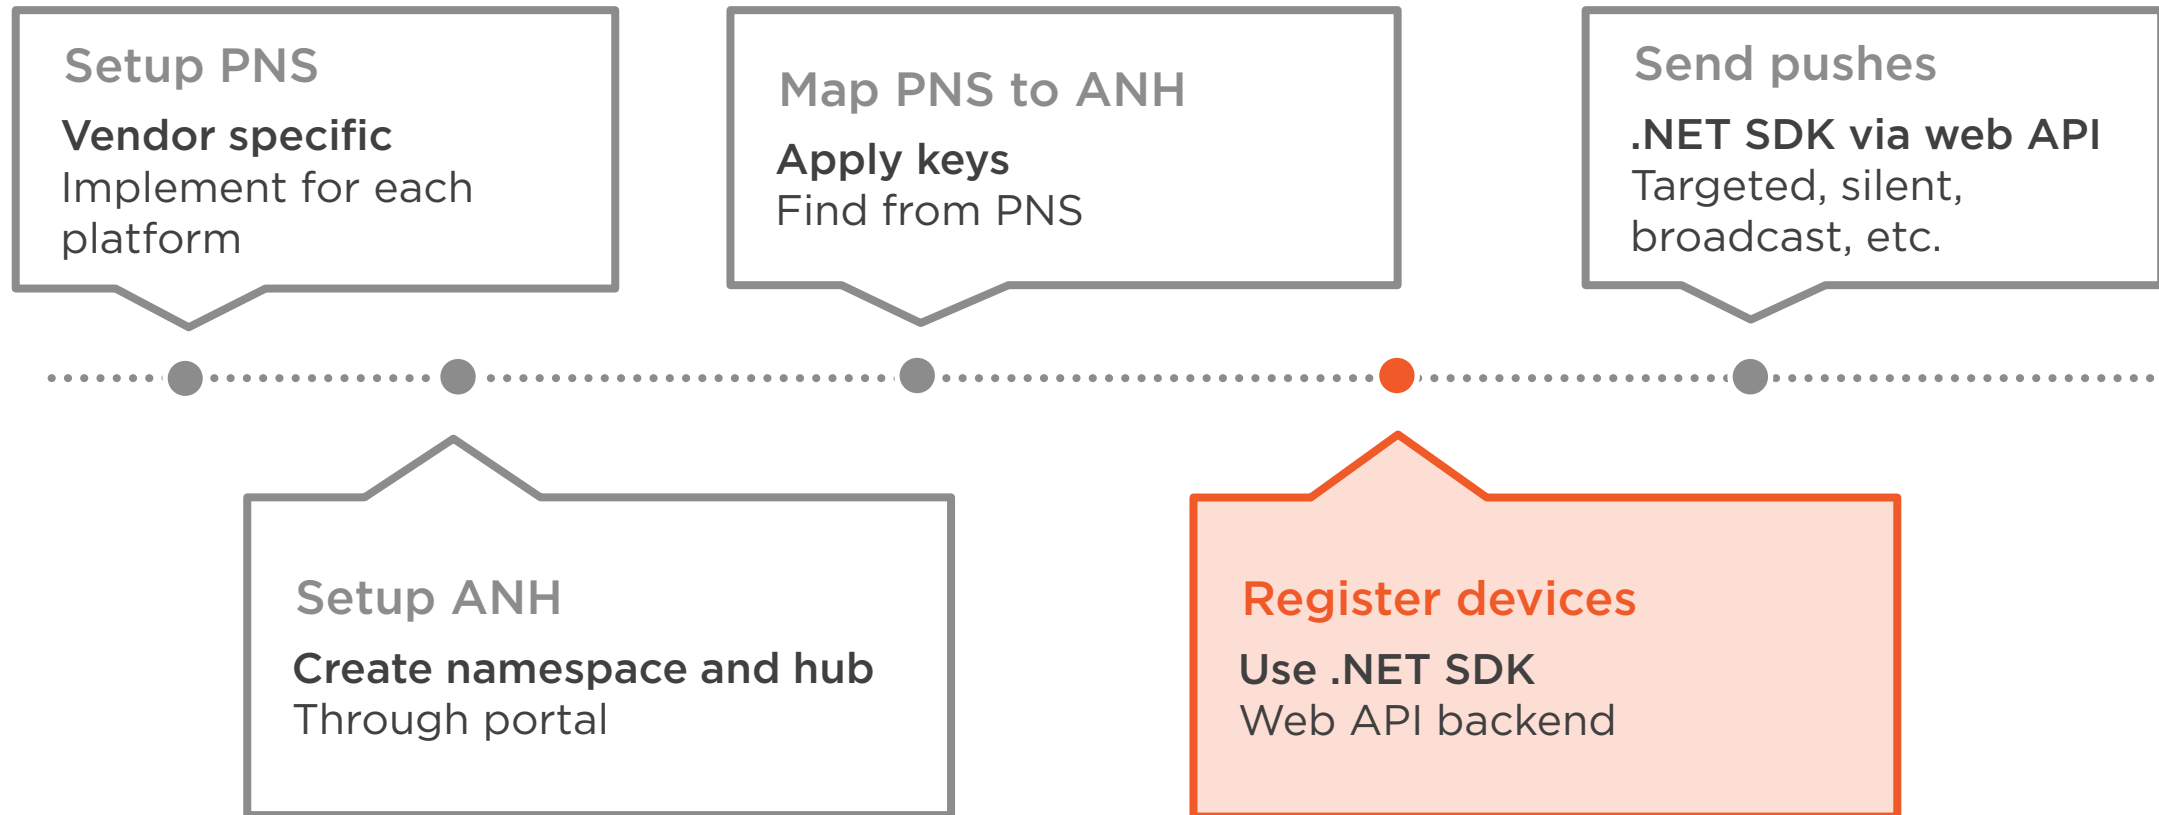 Setup PNS
Vendor specific
Implement for each
platform
Map PNS to ANH
Apply keys
Find from PNS
Send pushes
.NET SDK via web API
Targeted, silent,
broadcast, etc.
Setup ANH
Create namespace and hub
Through portal
Register devices
Use .NET SDK
Web API backend